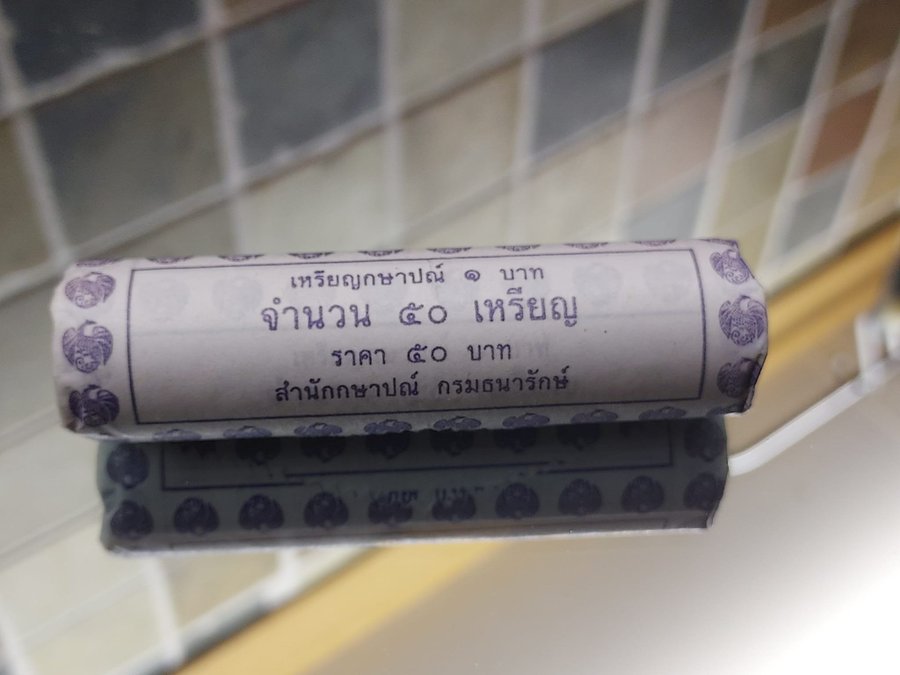 เหรียญกษาปณ์ ๑ บาท
จำนวน ๕๐ เหรียญ
ราคา ๕๐ บาท
สำนักกษาปณ์ กรมธนารักษ์